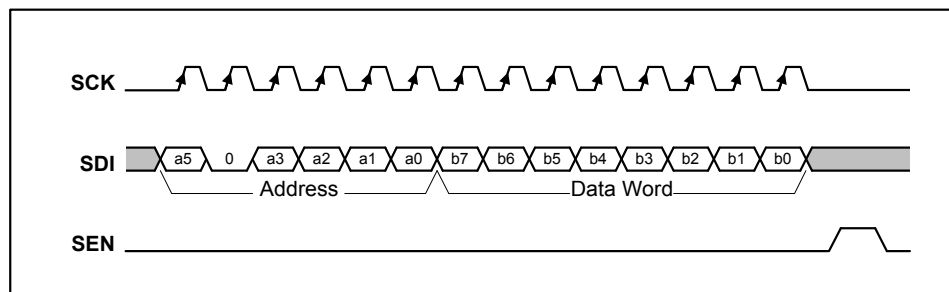 SCK
SDI a5 0 a3 a2 a1 a0 b7 b6 b5 b4 b3 b2 b1 b0
Address Data Word
SEN